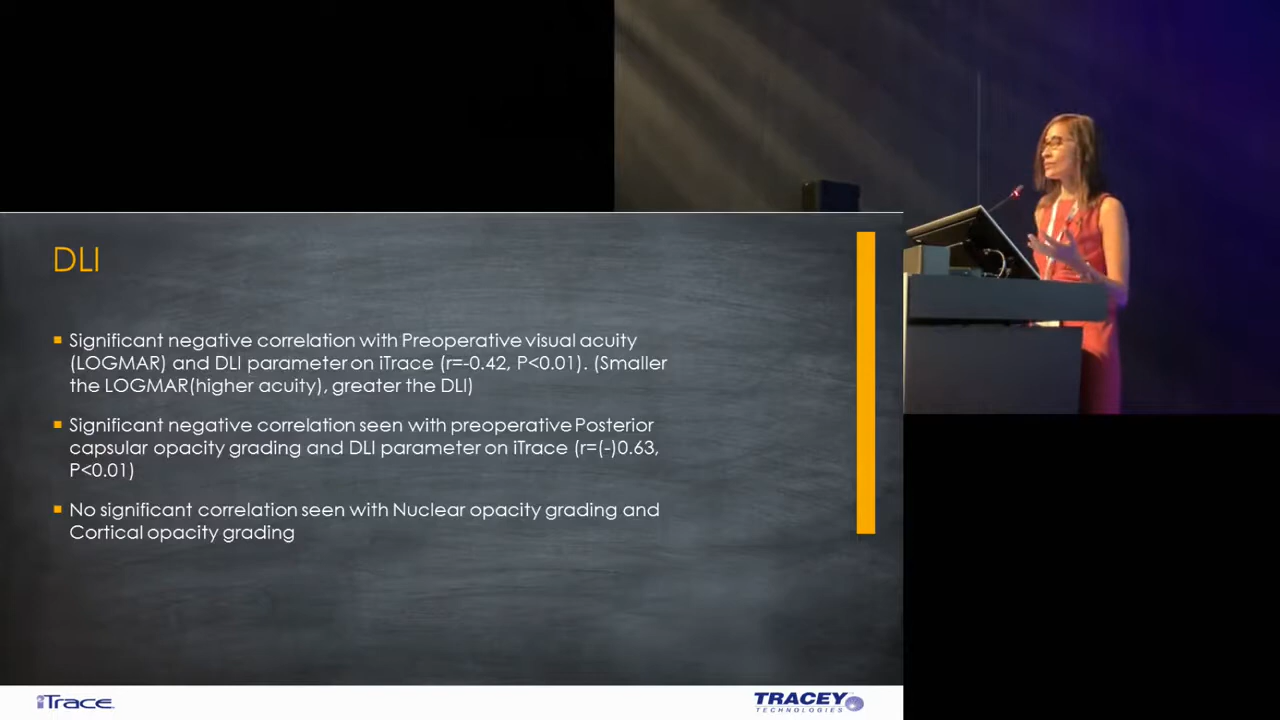 DLI
Significant negative correlation with Preoperative visual acuity
(LOGMAR) and DLI parameter on iTrace (r=-0.42, P<0.01). (Smaller
the LOGMAR(higher acuity), greater the DLI)
Significant negative correlation seen with preoperative Posterior
capsular opacity grading and DLI parameter on iTrace (r=(-)0.63,
P<0.01)
No significant correlation seen with Nuclear opacity grading and
Cortical opacity grading
iTrace
TRACEY
TECHNOLOGIES